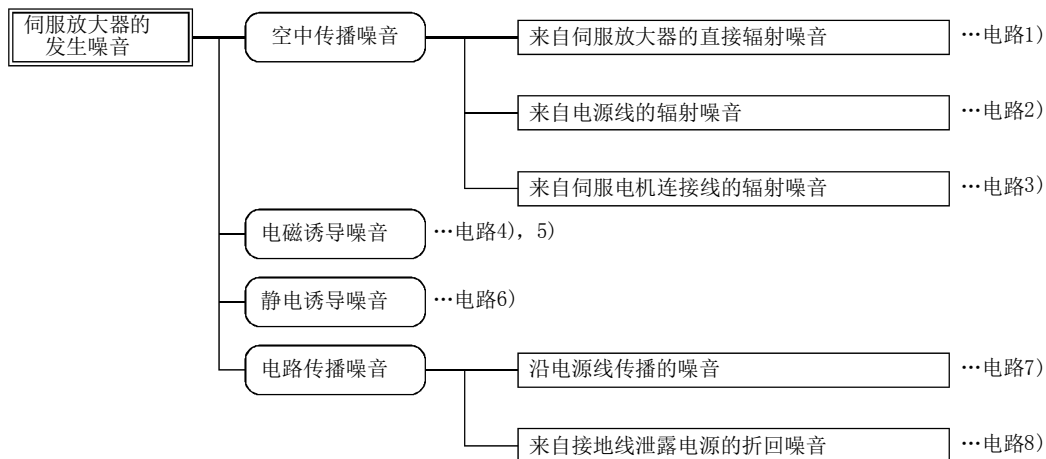 伺服放大器的
发生噪音
空中传播噪音
来自伺服放大器的直接辐射噪音
…电路1)
来自电源线的辐射噪音
…电路2)
来自伺服电机连接线的辐射噪音
…电路3)
电磁诱导噪音
…电路4)，5)
静电诱导噪音
…电路6)
电路传播噪音
沿电源线传播的噪音
…电路7)
来自接地线泄露电源的折回噪音
…电路8)